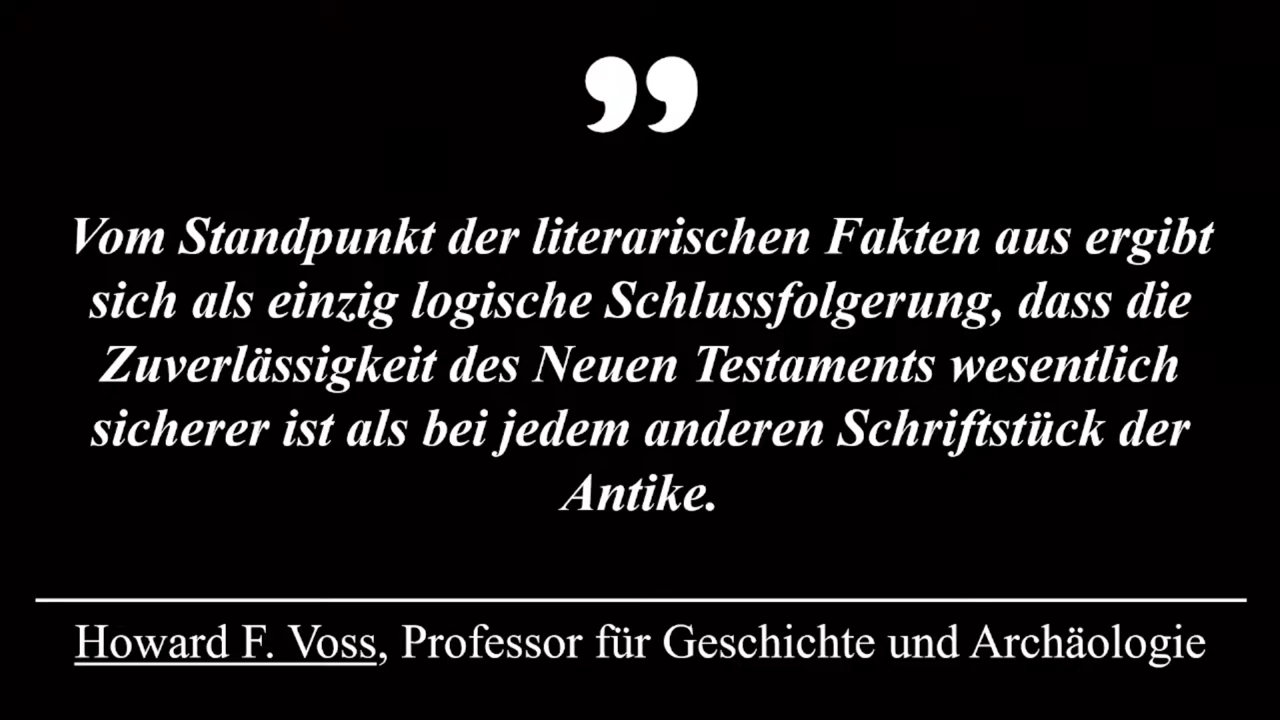 ”
Vom Standpunkt der literarischen Fakten aus ergibt
sich als einzig logische Schlussfolgerung, dass die
Zuverlässigkeit des Neuen Testaments wesentlich
sicherer ist als bei jedem anderen Schriftstück der
Antike.
Howard F. Voss, Professor für Geschichte und Archäologie